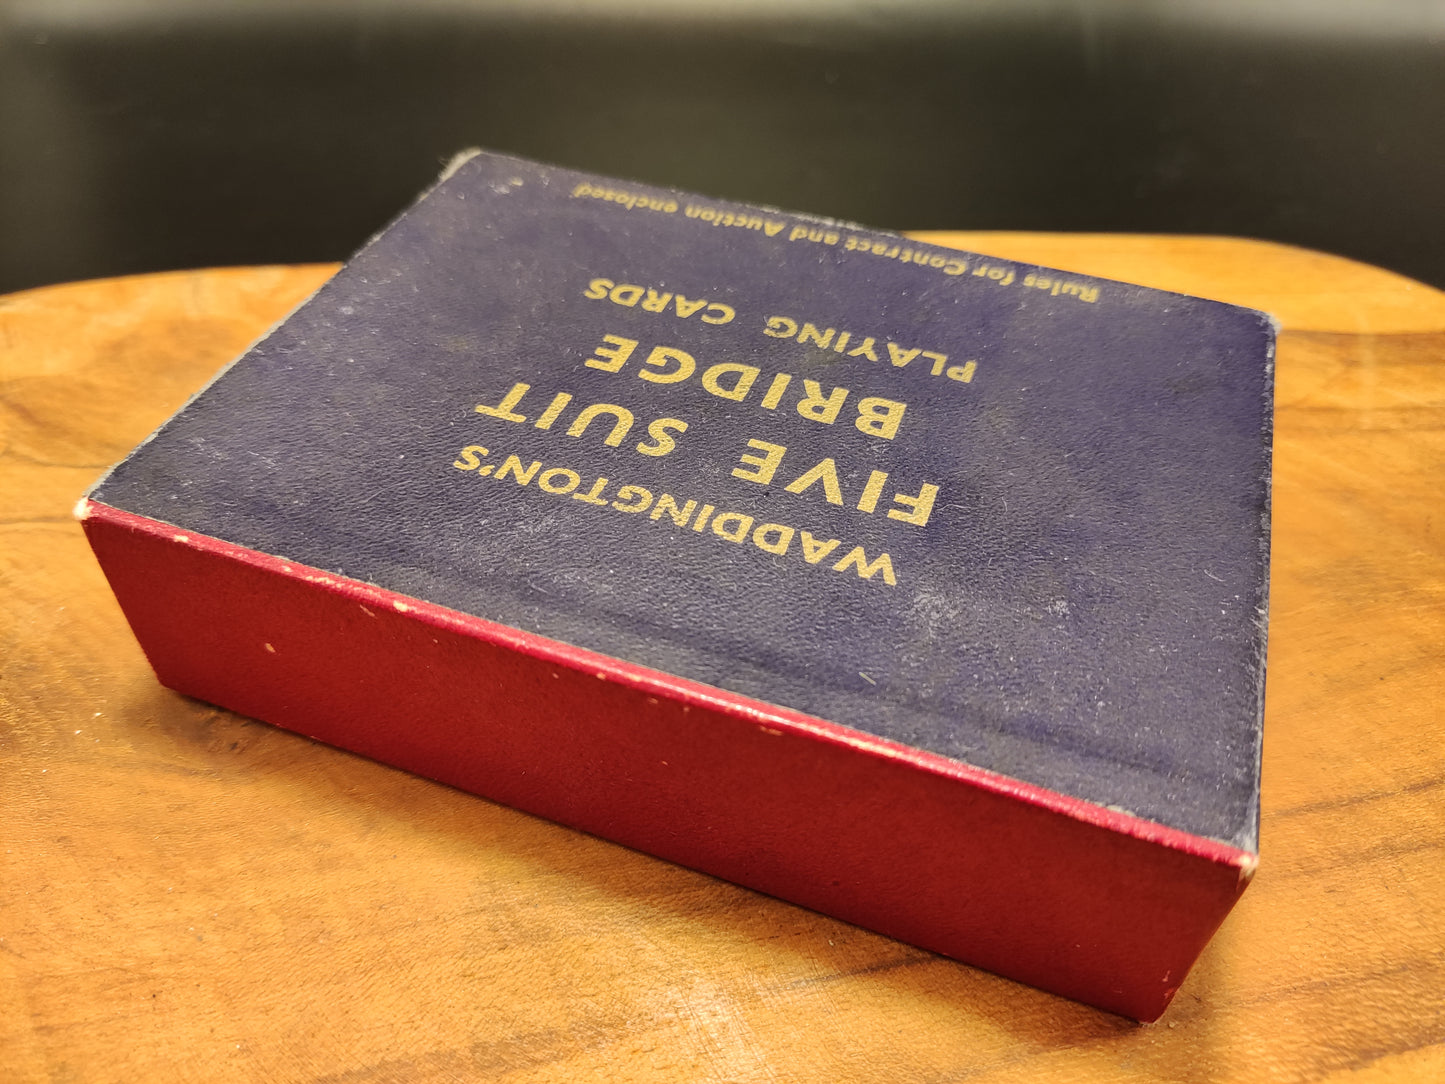 WADDINGTON'S
FIVE SUIT
BRIDGE
PLAYING CARDS
Rules for Contract and Auction enclosed